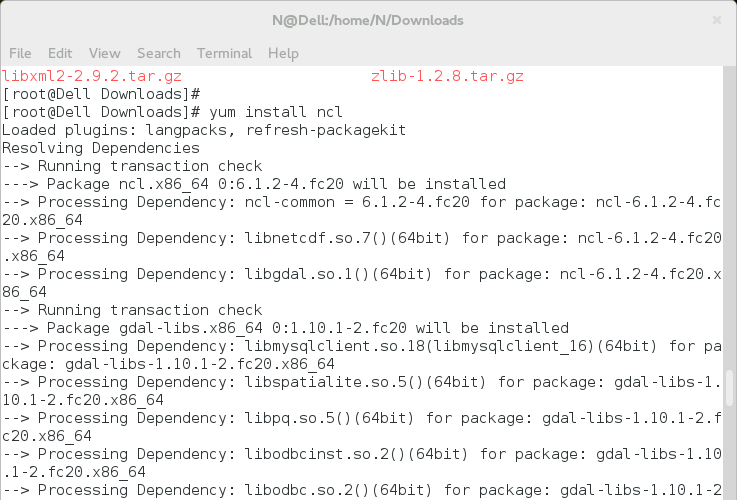 N@Dell:/home/N/Downloads ×
File Edit View Search Terminal Help
libxml2-2.9.2.tar.gz zlib-1.2.8.tar.gz
[root@Dell Downloads]#
[root@Dell Downloads]# yum install ncl
Loaded plugins: langpacks, refresh-packagekit
Resolving Dependencies
--> Running transaction check
---> Package ncl.x86_64 0:6.1.2-4.fc20 will be installed
--> Processing Dependency: ncl-common = 6.1.2-4.fc20 for package: ncl-6.1.2-4.fc
20.x86_64
--> Processing Dependency: libnetcdf.so.7()(64bit) for package: ncl-6.1.2-4.fc20
.x86_64
--> Processing Dependency: libgdal.so.1()(64bit) for package: ncl-6.1.2-4.fc20.x
86_64
--> Running transaction check
---> Package gdal-libs.x86_64 0:1.10.1-2.fc20 will be installed
--> Processing Dependency: libmysqlclient.so.18(libmysqlclient_16)(64bit) for pa
ckage: gdal-libs-1.10.1-2.fc20.x86_64
--> Processing Dependency: libspatialite.so.5()(64bit) for package: gdal-libs-1.
10.1-2.fc20.x86_64
--> Processing Dependency: libpq.so.5()(64bit) for package: gdal-libs-1.10.1-2.f
c20.x86_64
--> Processing Dependency: libodbcinst.so.2()(64bit) for package: gdal-libs-1.10
.1-2.fc20.x86_64
--> Processing Dependency: libodbc.so.2()(64bit) for package: gdal-libs-1.10.1-2